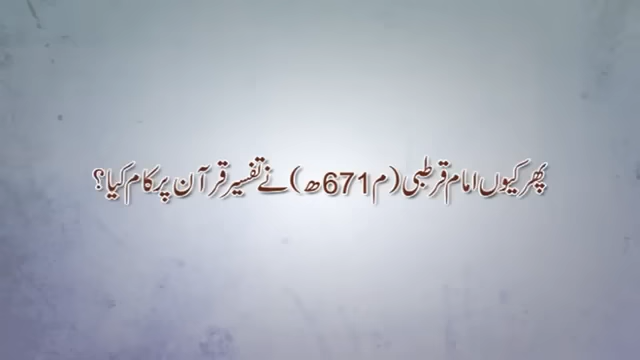 پھر کیوں امام قرطبی (م 671ھ) نے تفسیر قرآن پر کام کیا؟